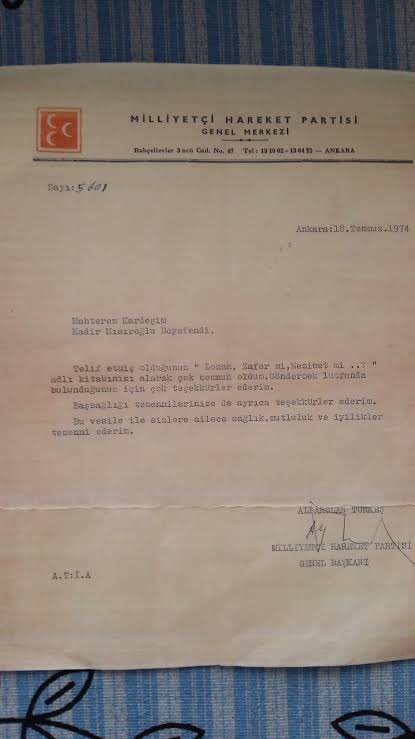 MİLLİYETÇİ HAREKET PARTİSİ
GENEL MERKEZİ
Bahçelievler 3 üncü Cad. No. 47 Tel: 13 10 02 - 13 64 72 — ANKARA
Sayı: 5601
Ankara:18.Temmuz.1974
Muhterem Kardeşim
Kadir Mısıroğlu Beyefendi,
Telif etmiş olduğunuz " Lozan, Zafer mi, Hezimet mi ..? "
adlı kitabınızı alarak çok memnun oldum.Göndermek lutfunda
bulunduğunuz için çok teşekkürler ederim.
Başsağlığı temennilerinize de ayrıca teşekkürler ederim.
Bu vesile ile sizlere ailece sağlık,mutluluk ve iyilikler
temenni ederim.
ALPARSLAN TÜRKEŞ
MİLLİYETÇİ HAREKET PARTİSİ
GENEL BAŞKANI
A.T:İ.A